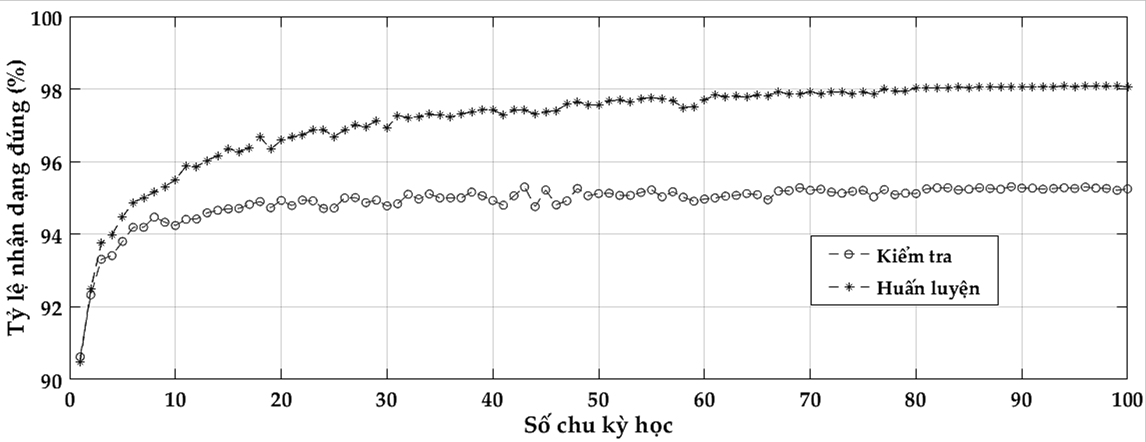 Tỷ lệ nhận dạng đúng (%)
100
98
96
94
92
90
0 10 20 30 40 50 60 70 80 90 100
Số chu kỳ học
Kiểm tra
Huấn luyện